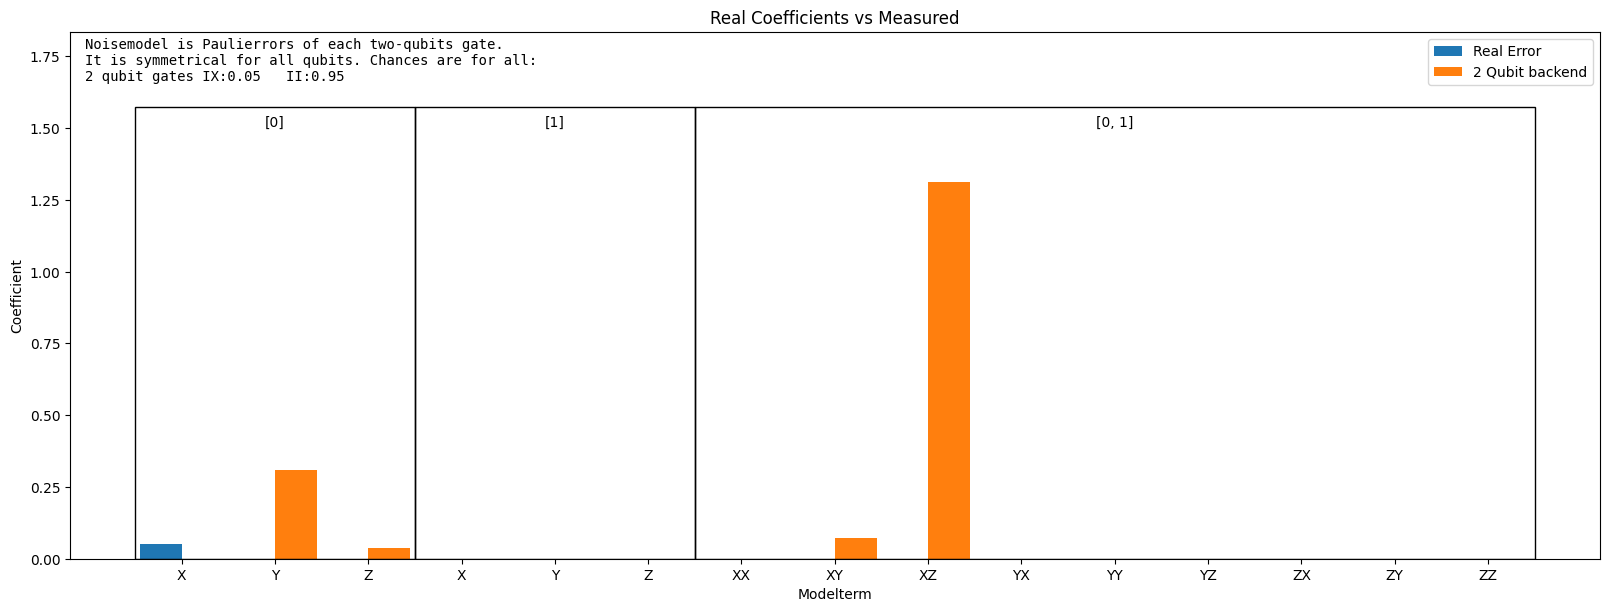 Real Coefficients vs Measured
Noisemodel is Paulierrors of each two-qubits gate.
It is symmetrical for all qubits. Chances are for all:
2 qubit gates IX:0.05   II:0.95
Real Error
2 Qubit backend
[0]
[1]
[0, 1]
1.75
1.50
1.25
1.00
0.75
0.50
0.25
0.00
Coefficient
X Y Z X Y Z XX XY XZ YX YY YZ ZX ZY ZZ
Modelterm